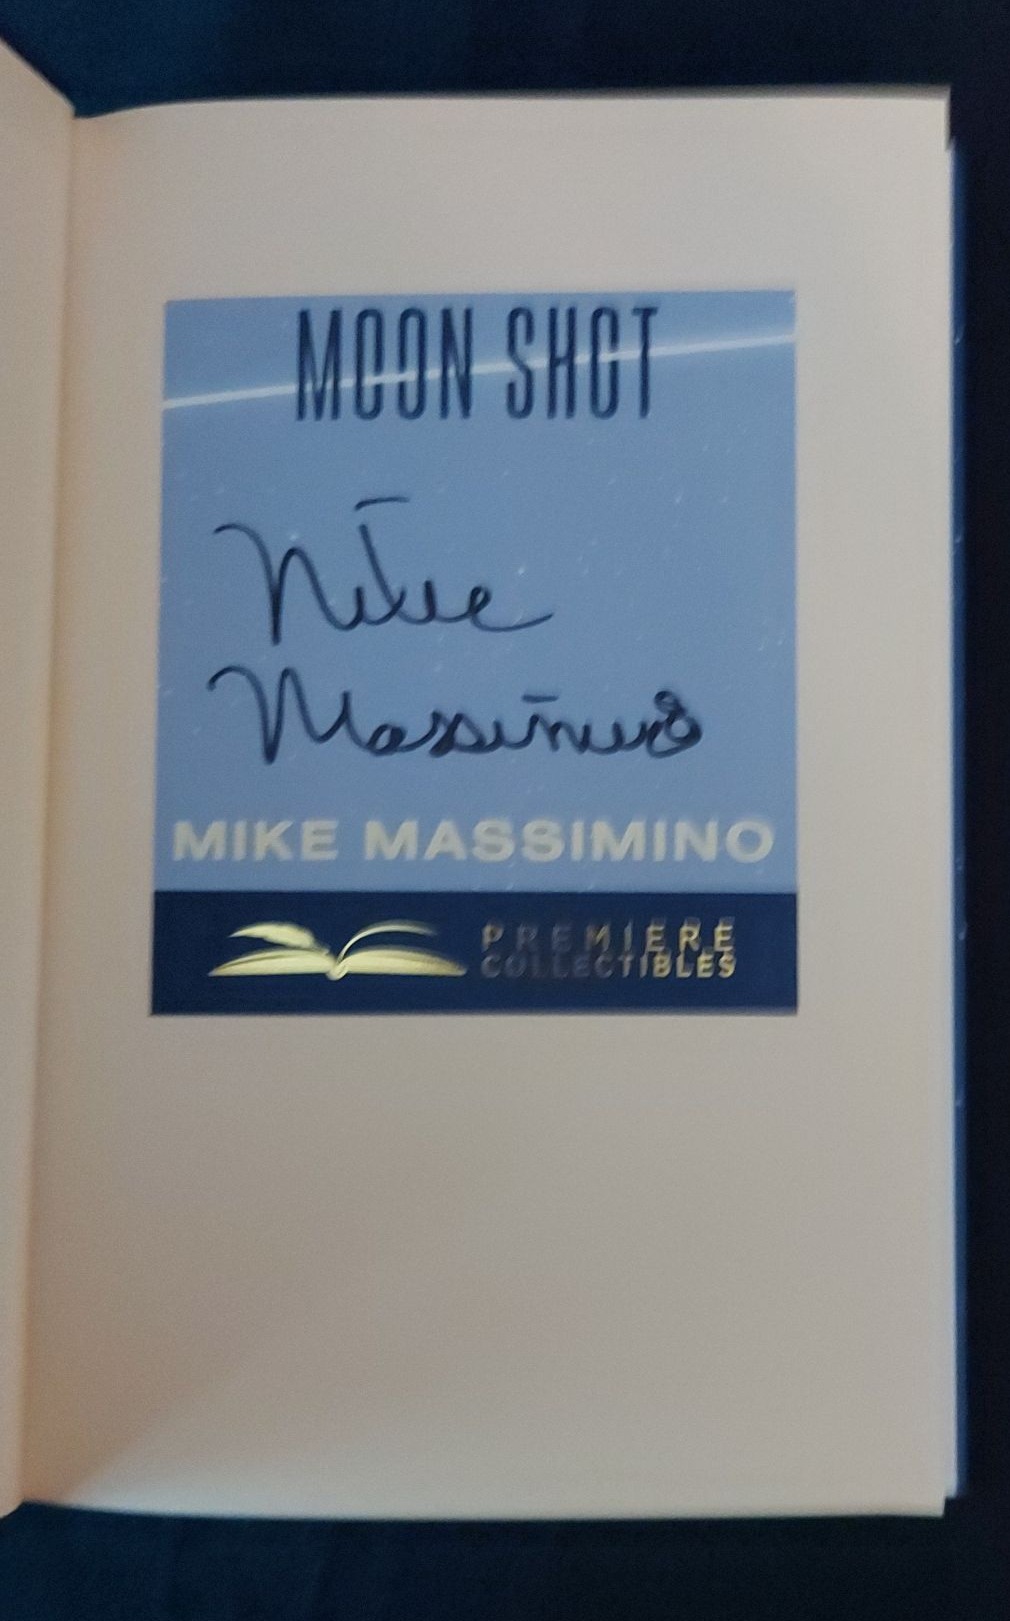 MOON SHOT
Mike
Massimino
MIKE MASSIMINO
PREMIERE
COLLECTIBLES